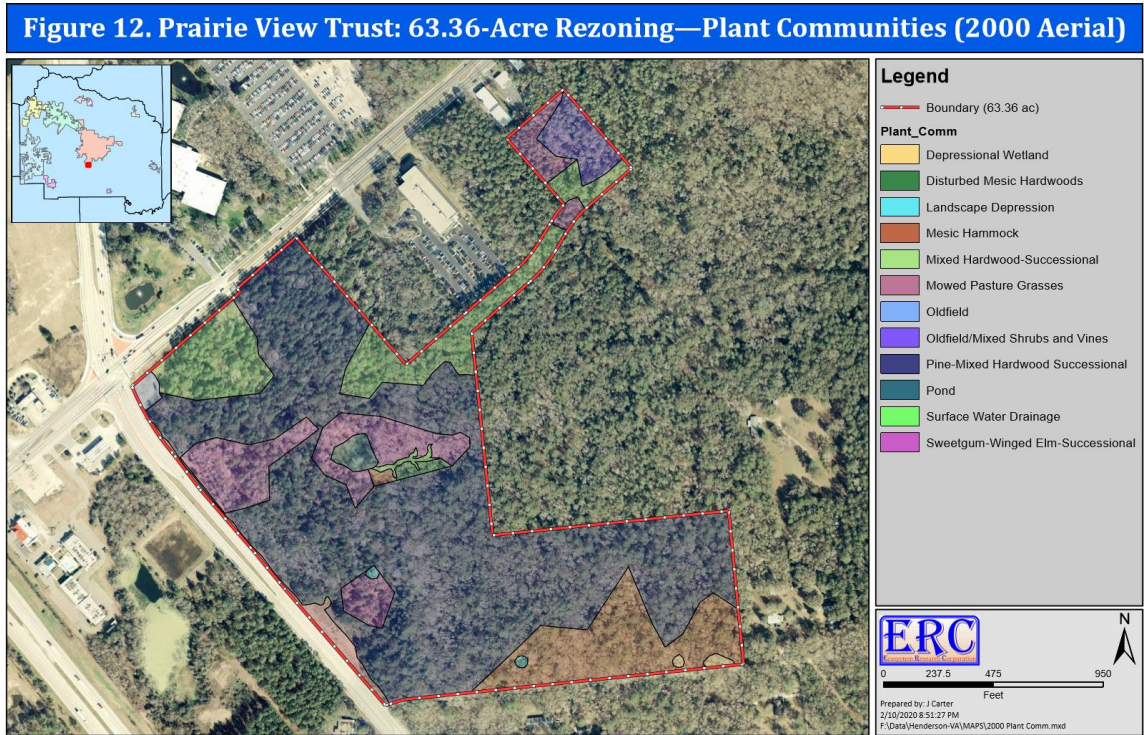 Figure 12. Prairie View Trust: 63.36-Acre Rezoning—Plant Communities (2000 Aerial)
Legend
Boundary (63.36 ac)
Plant_Comm
Depressional Wetland
Disturbed Mesic Hardwoods
Landscape Depression
Mesic Hammock
Mixed Hardwood-Successional
Mowed Pasture Grasses
Oldfield
Oldfield/Mixed Shrubs and Vines
Pine-Mixed Hardwood Successional
Pond
Surface Water Drainage
Sweetgum-Winged Elm-Successional
ERC
N
0 237.5 475 950
Feet
Prepared by: J Carter
2/10/2020 8:51:27 PM
F:\Data\Henderson-VA\MAPS\2000 Plant Comm.mxd